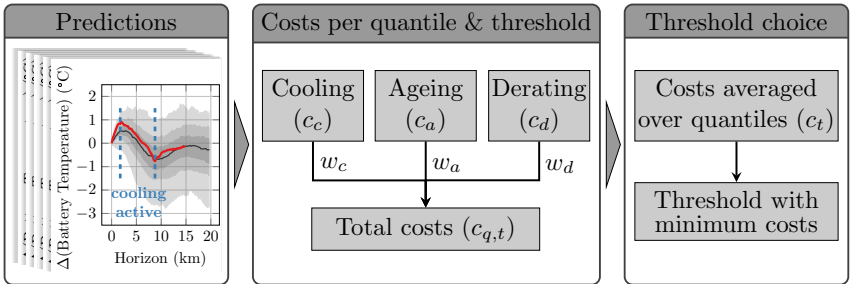 Predictions
Δ(Battery Temperature) (°C)
2
1
0
−1
−2
−3
cooling
active
0 5 10 15 20
Horizon (km)
Costs per quantile & threshold
Cooling
(c_c)
Ageing
(c_a)
Derating
(c_d)
w_c w_a w_d
Total costs (c_{q,t})
Threshold choice
Costs averaged
over quantiles (c_t)
Threshold with
minimum costs